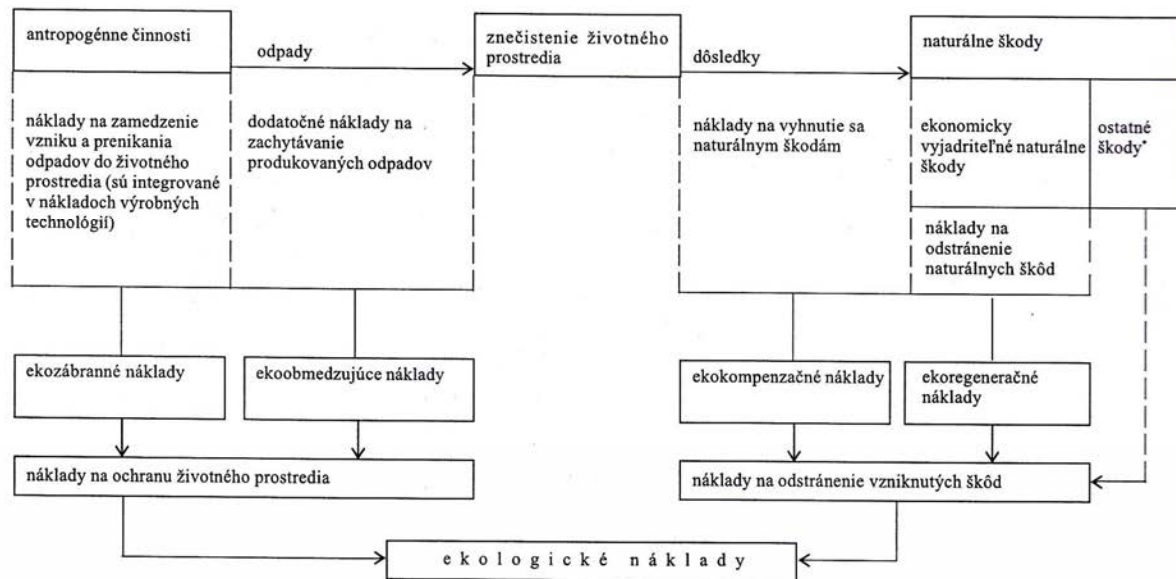 antropogénne činnosti
odpady
znečistenie životného
prostredia
dôsledky
naturálne škody
náklady na zamedzenie
vzniku a prenikania
odpadov do životného
prostredia (sú integrované
v nákladoch výrobných
technológií)
dodatočné náklady na
zachytávanie
produkovaných odpadov
náklady na vyhnutie sa
naturálnym škodám
ekonomicky
vyjadriteľné naturálne
škody
ostatné
škody*
náklady na
odstránenie
naturálnych škôd
ekozábranné náklady
ekoobmedzujúce náklady
ekokompenzačné náklady
ekoregeneračné
náklady
náklady na ochranu životného prostredia
náklady na odstránenie vzniknutých škôd
ekologické náklady